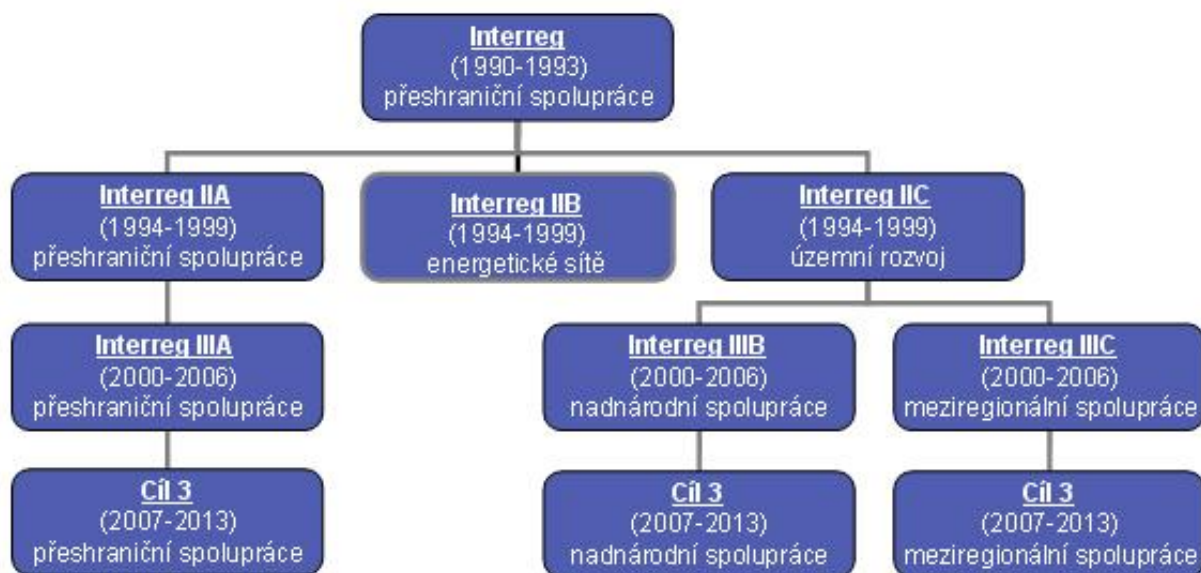 Interreg
(1990-1993)
přeshraniční spolupráce
Interreg IIA
(1994-1999)
přeshraniční spolupráce
Interreg IIB
(1994-1999)
energetické sítě
Interreg IIC
(1994-1999)
územní rozvoj
Interreg IIIA
(2000-2006)
přeshraniční spolupráce
Interreg IIIB
(2000-2006)
nadnárodní spolupráce
Interreg IIIC
(2000-2006)
meziregionální spolupráce
Cíl 3
(2007-2013)
přeshraniční spolupráce
Cíl 3
(2007-2013)
nadnárodní spolupráce
Cíl 3
(2007-2013)
meziregionální spolupráce